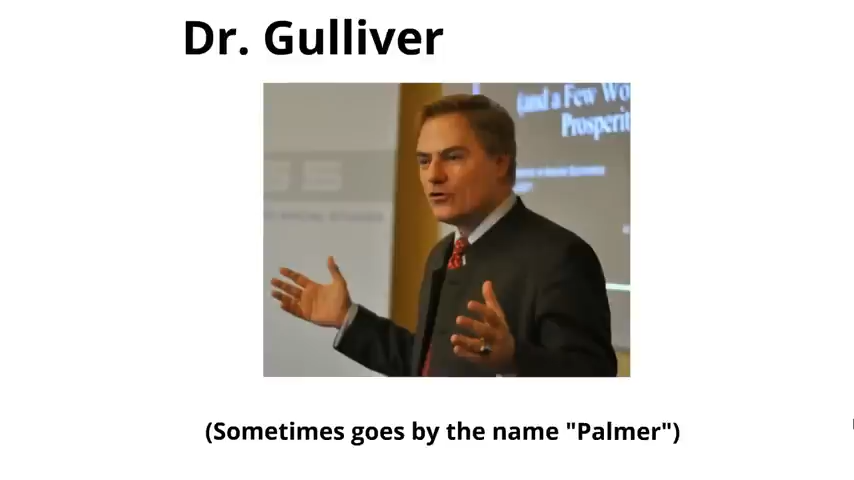 Dr. Gulliver
(and a Few Wo
Prosperit
(Sometimes goes by the name "Palmer")